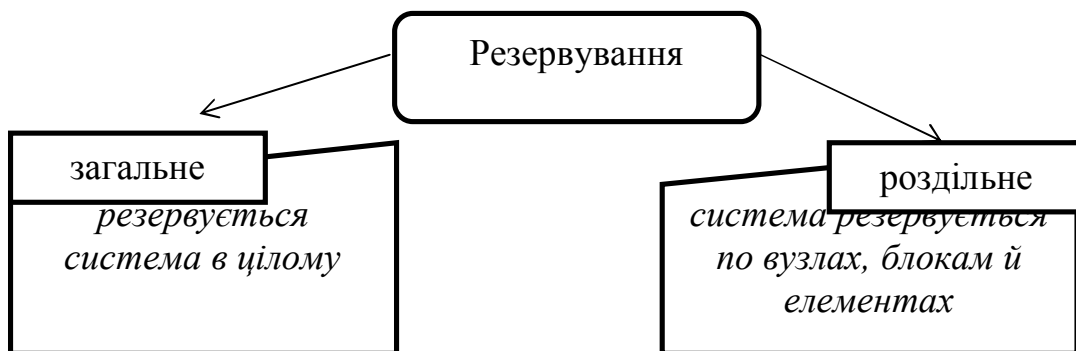 Резервування
загальне
резервується
система в цілому
роздільне
система резервується
по вузлах, блокам й
елементах